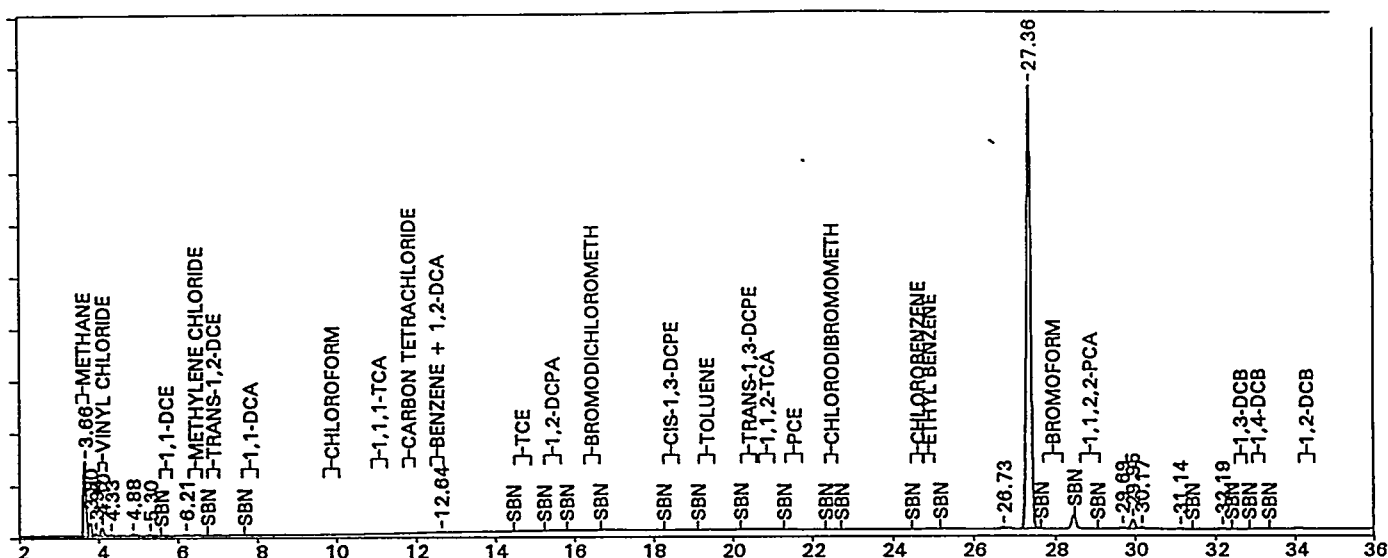 -3.66
]-METHANE
]-VINYL CHLORIDE
-4.33
-4.88
-5.30
SBN
]-1,1-DCE
-6.21
]-METHYLENE CHLORIDE
SBN
]-TRANS-1,2-DCE
SBN
]-1,1-DCA
]-CHLOROFORM
]-1,1,1-TCA
]-CARBON TETRACHLORIDE
]-BENZENE + 1,2-DCA
-12.64
-SBN
]-TCE
-SBN
]-1,2-DCPA
-SBN
]-BROMODICHLOROMETH
-SBN
-SBN
]-CIS-1,3-DCPE
-SBN
]-TOLUENE
-SBN
]-TRANS-1,3-DCPE
]-1,1,2-TCA
-SBN
]-PCE
-SBN
]-CHLORODIBROMOMETH
-SBN
-SBN
]-CHLOROBENZENE
]-ETHYL BENZENE
-SBN
-26.73
-27.36
-SBN
]-BROMOFORM
SBN
]-1,1,2,2-PCA
-SBN
-29.69
-29.95
-30.17
-31.14
-SBN
-32.19
-SBN
]-1,3-DCB
-SBN
]-1,4-DCB
-SBN
]-1,2-DCB
2 4 6 8 10 12 14 16 18 20 22 24 26 28 30 32 34 36